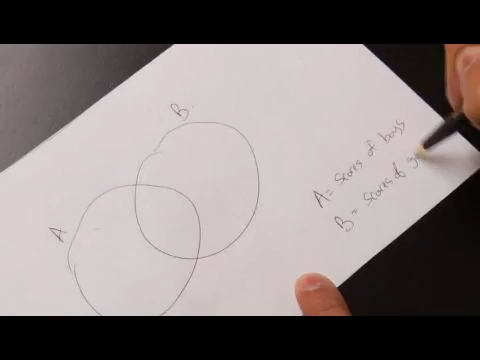 B
A
A = Scores of boys
B = Scores of